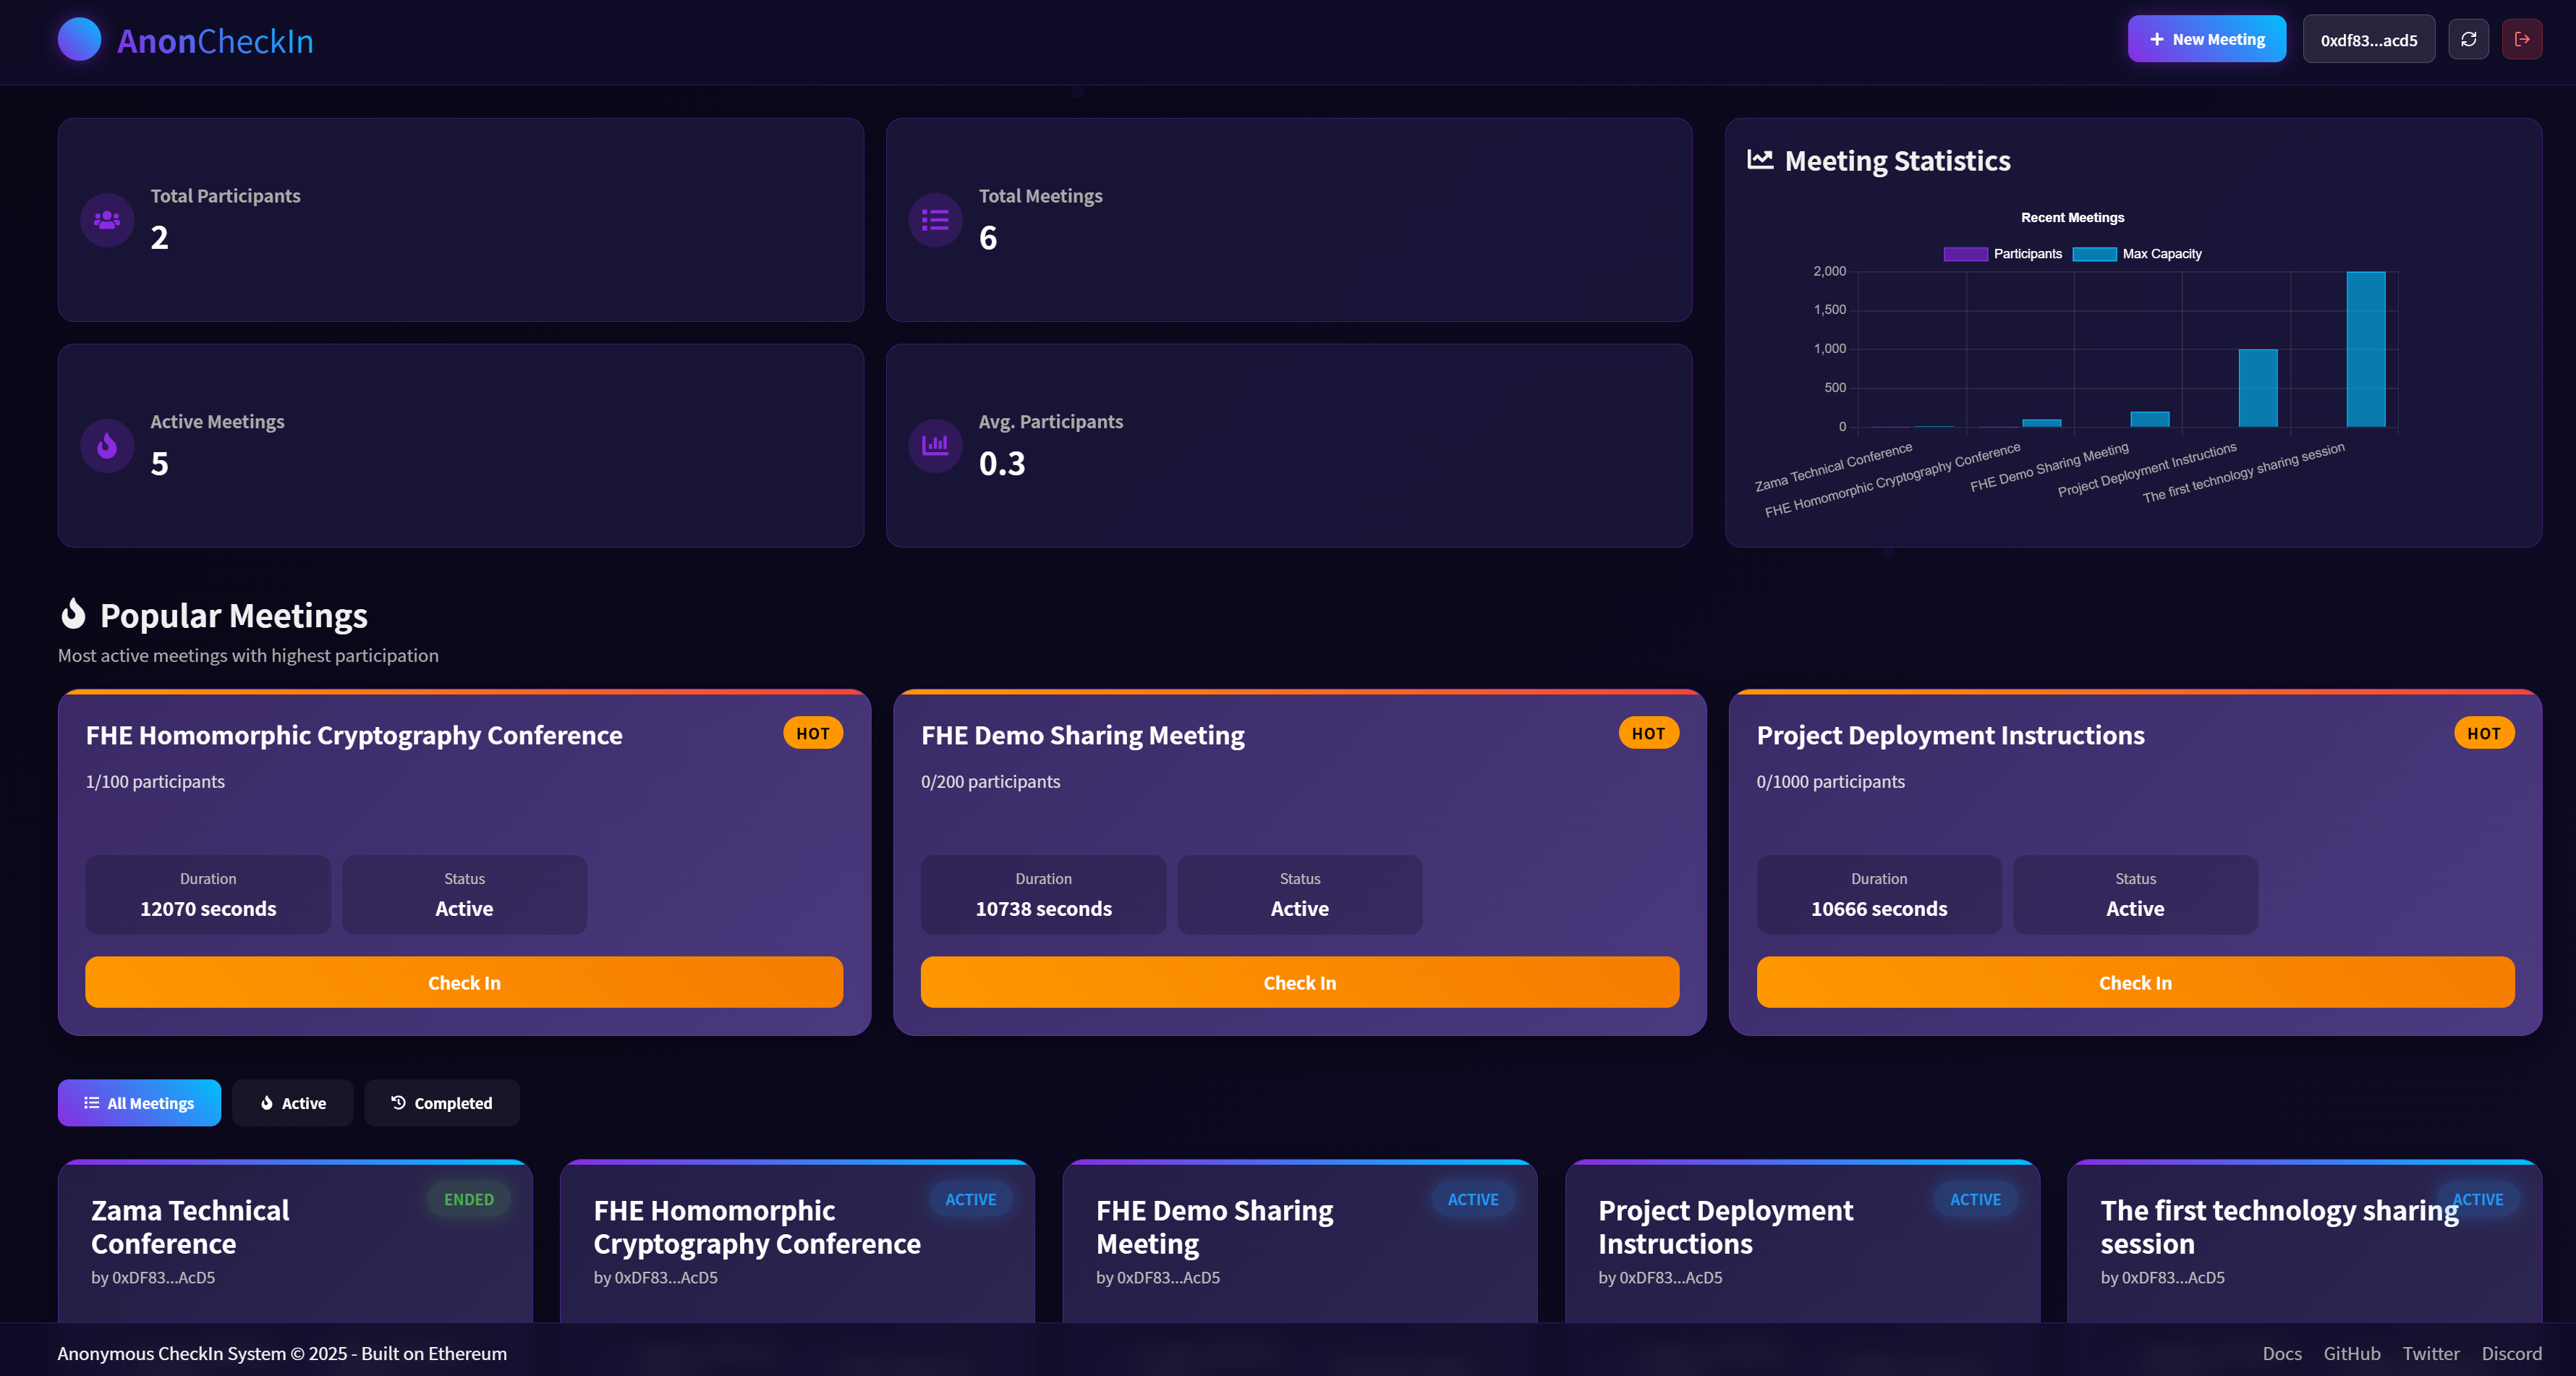 AnonCheckIn
New Meeting
0xdf83...acd5
Total Participants
2
Total Meetings
6
Active Meetings
5
Avg. Participants
0.3
Meeting Statistics
Recent Meetings
Participants
Max Capacity
2,000
1,500
1,000
500
0
Zama Technical Conference
FHE Homomorphic Cryptography Conference
FHE Demo Sharing Meeting
Project Deployment Instructions
The first technology sharing session
Popular Meetings
Most active meetings with highest participation
FHE Homomorphic Cryptography Conference
HOT
1/100 participants
Duration
12070 seconds
Status
Active
Check In
FHE Demo Sharing Meeting
HOT
0/200 participants
Duration
10738 seconds
Status
Active
Check In
Project Deployment Instructions
HOT
0/1000 participants
Duration
10666 seconds
Status
Active
Check In
All Meetings
Active
Completed
Zama Technical
Conference
ENDED
by 0xDF83...AcD5
FHE Homomorphic
Cryptography Conference
ACTIVE
by 0xDF83...AcD5
FHE Demo Sharing
Meeting
ACTIVE
by 0xDF83...AcD5
Project Deployment
Instructions
ACTIVE
by 0xDF83...AcD5
The first technology sharing
session
ACTIVE
by 0xDF83...AcD5
Anonymous CheckIn System © 2025 - Built on Ethereum
Docs
GitHub
Twitter
Discord